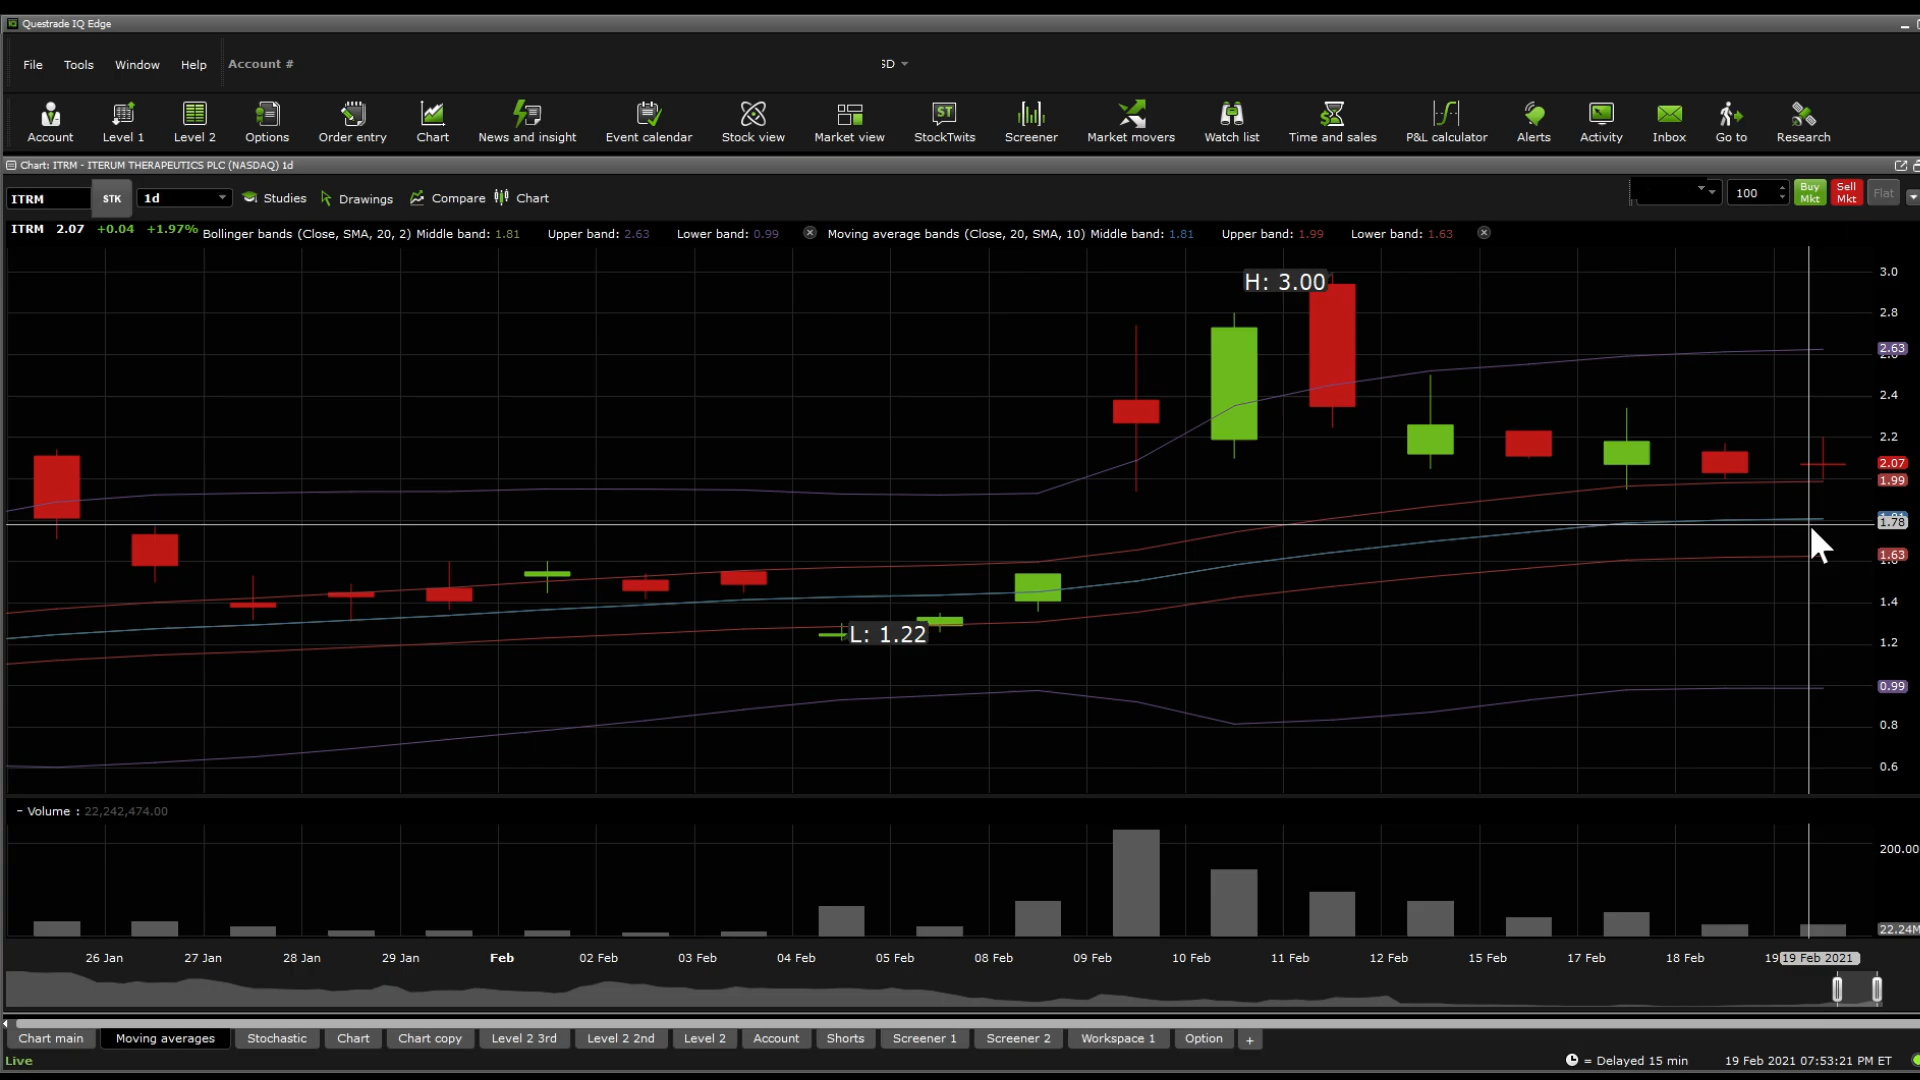 Questrade IQ Edge
File Tools Window Help Account # SD
Account Level 1 Level 2 Options Order entry Chart News and insight Event calendar Stock view Market view StockTwits Screener Market movers Watch list Time and sales P&L calculator Alerts Activity Inbox Go to Research
Chart: ITRM - ITERUM THERAPEUTICS PLC (NASDAQ) 1d
ITRM STK 1d Studies Drawings Compare Chart 100 Buy Mkt Sell Mkt Flat
ITRM 2.07 +0.04 +1.97% Bollinger bands (Close, SMA, 20, 2) Middle band: 1.81 Upper band: 2.63 Lower band: 0.99 Moving average bands (Close, 20, SMA, 10) Middle band: 1.81 Upper band: 1.99 Lower band: 1.63
3.0
H: 3.00
2.8
2.63
2.4
2.2
2.07
1.99
1.78
1.63
1.4
L: 1.22
1.2
0.99
0.8
0.6
- Volume : 22,242,474.00
200.00
22.24M
26 Jan 27 Jan 28 Jan 29 Jan Feb 02 Feb 03 Feb 04 Feb 05 Feb 08 Feb 09 Feb 10 Feb 11 Feb 12 Feb 15 Feb 17 Feb 18 Feb 19 19 Feb 2021
Chart main Moving averages Stochastic Chart Chart copy Level 2 3rd Level 2 2nd Level 2 Account Shorts Screener 1 Screener 2 Workspace 1 Option +
Live = Delayed 15 min 19 Feb 2021 07:53:21 PM ET